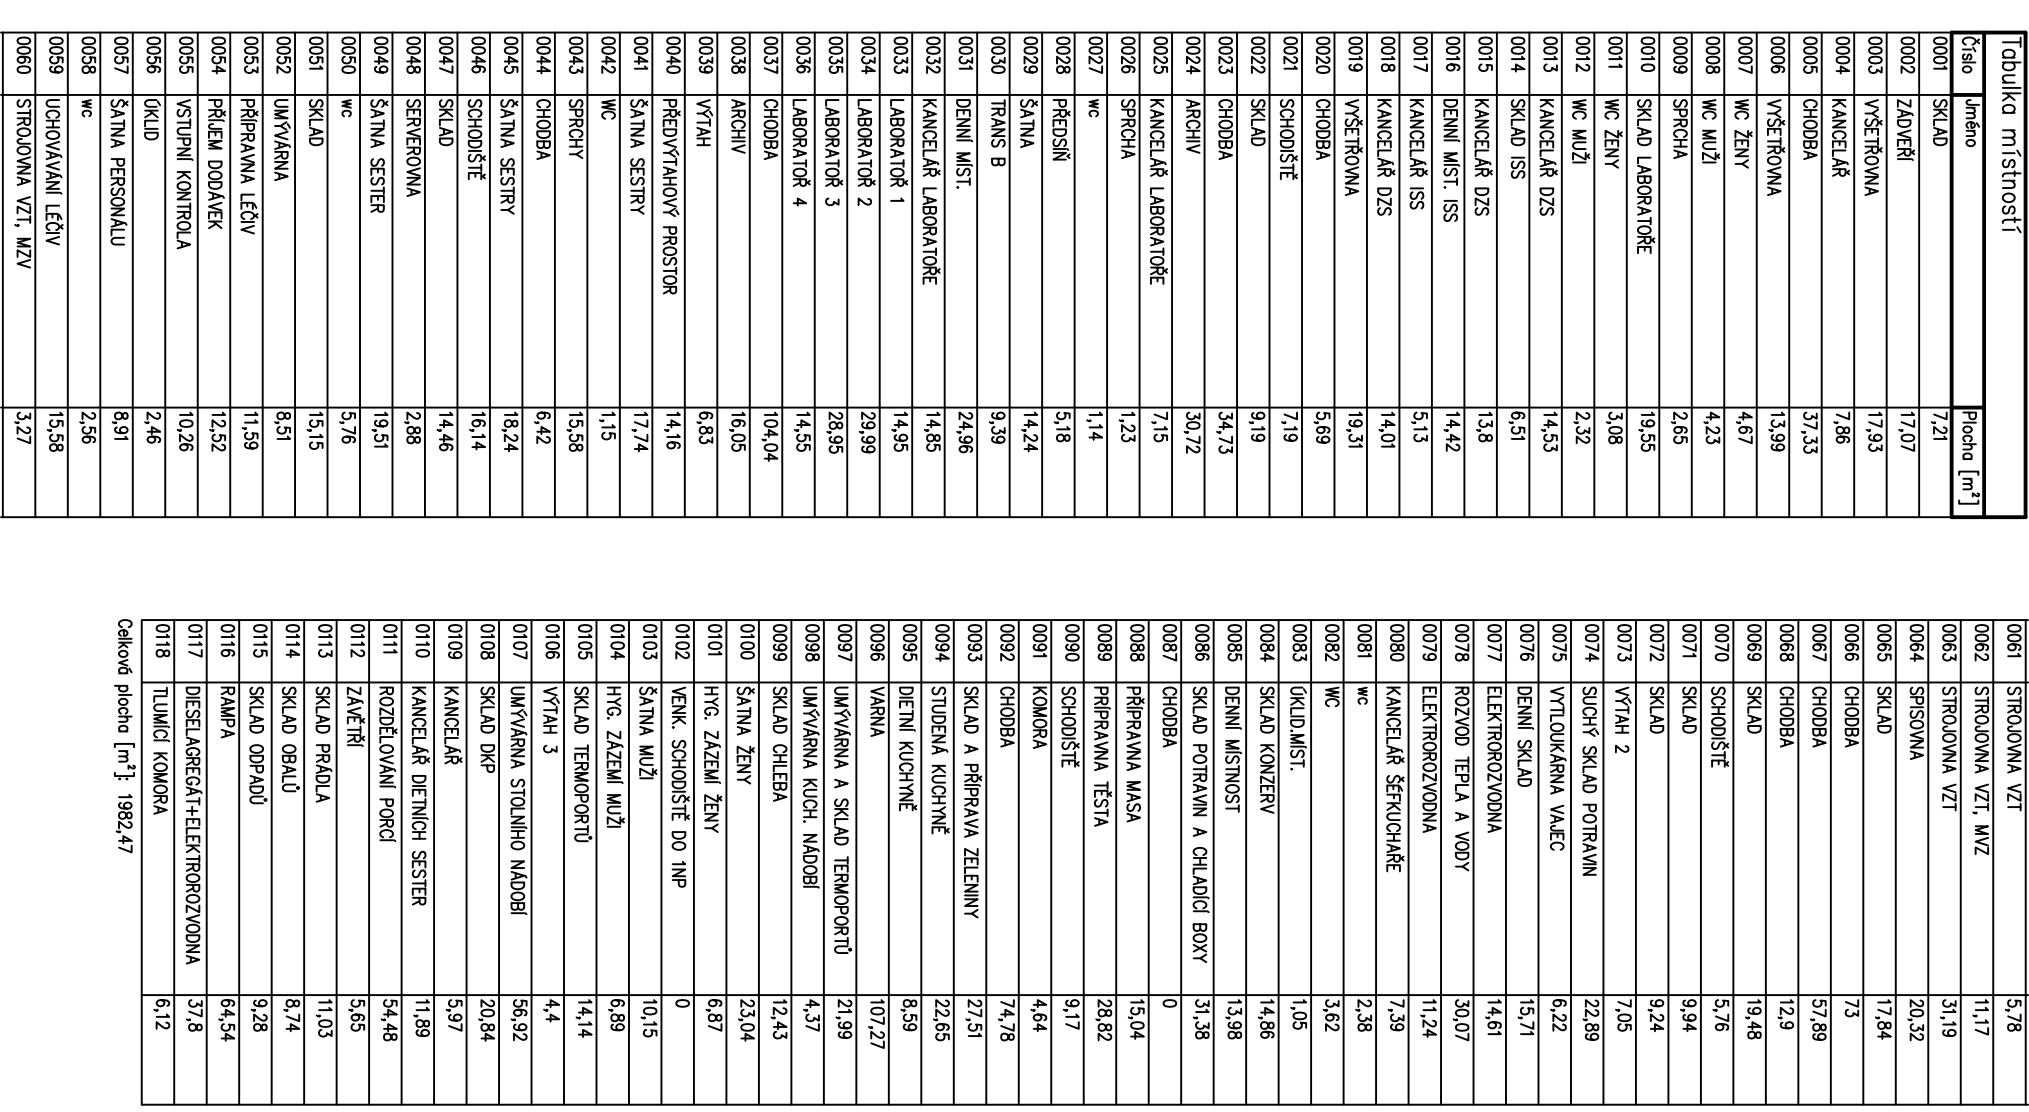 Tabulka místností
Číslo Jméno Plocha [m²]
0001 SKLAD 7,21
0002 ZÁDVEŘÍ 17,07
0003 VYŠETŘOVNA 17,93
0004 KANCELÁŘ 7,86
0005 CHODBA 37,33
0006 VYŠETŘOVNA 13,99
0007 WC ŽENY 4,67
0008 WC MUŽI 4,23
0009 SPRCHA 2,65
0010 SKLAD LABORATOŘE 19,55
0011 WC ŽENY 3,08
0012 WC MUŽI 2,32
0013 KANCELÁŘ DZS 14,53
0014 SKLAD ISS 6,51
0015 KANCELÁŘ DZS 13,8
0016 DENNÍ MÍST. ISS 14,42
0017 KANCELÁŘ ISS 5,13
0018 KANCELÁŘ DZS 14,01
0019 VYŠETŘOVNA 19,31
0020 CHODBA 5,69
0021 SCHODIŠTĚ 7,19
0022 SKLAD 9,19
0023 CHODBA 34,73
0024 ARCHIV 30,72
0025 KANCELÁŘ LABORATOŘE 7,15
0026 SPRCHA 1,23
0027 wc 1,14
0028 PŘEDSÍŇ 5,18
0029 ŠATNA 14,24
0030 TRANS B 9,39
0031 DENNÍ MÍST. 24,96
0032 KANCELÁŘ LABORATOŘE 14,85
0033 LABORATOŘ 1 14,95
0034 LABORATOŘ 2 29,99
0035 LABORATOŘ 3 28,95
0036 LABORATOŘ 4 14,55
0037 CHODBA 104,04
0038 ARCHIV 16,05
0039 VÝTAH 6,83
0040 PŘEDVÝTAHOVÝ PROSTOR 14,16
0041 ŠATNA SESTRY 17,74
0042 WC 1,15
0043 SPRCHY 15,58
0044 CHODBA 6,42
0045 ŠATNA SESTRY 18,24
0046 SCHODIŠTĚ 16,14
0047 SKLAD 14,46
0048 SERVEROVNA 2,88
0049 ŠATNA SESTER 19,51
0050 wc 5,76
0051 SKLAD 15,15
0052 UMÝVÁRNA 8,51
0053 PŘÍPRAVNA LÉČIV 11,59
0054 PŘÍJEM DODÁVEK 12,52
0055 VSTUPNÍ KONTROLA 10,26
0056 ÚKLID 2,46
0057 ŠATNA PERSONÁLU 8,91
0058 wc 2,56
0059 UCHOVÁVÁNÍ LÉČIV 15,58
0060 STROJOVNA VZT, MZV 3,27
0061 STROJOVNA VZT 5,78
0062 STROJOVNA VZT, MVZ 11,17
0063 STROJOVNA VZT 31,19
0064 SPISOVNA 20,32
0065 SKLAD 17,84
0066 CHODBA 73
0067 CHODBA 57,89
0068 CHODBA 12,9
0069 SKLAD 19,48
0070 SCHODIŠTĚ 5,76
0071 SKLAD 9,94
0072 SKLAD 9,24
0073 VÝTAH 2 7,05
0074 SUCHÝ SKLAD POTRAVIN 22,89
0075 VYTLOUKÁRNA VAJEC 6,22
0076 DENNÍ SKLAD 15,71
0077 ELEKTROROZVODNA 14,61
0078 ROZVOD TEPLA A VODY 30,07
0079 ELEKTROROZVODNA 11,24
0080 KANCELÁŘ ŠÉFKUCHAŘE 7,39
0081 wc 2,38
0082 WC 3,62
0083 ÚKLID.MÍST. 1,05
0084 SKLAD KONZERV 14,86
0085 DENNÍ MÍSTNOST 13,98
0086 SKLAD POTRAVIN A CHLADÍCÍ BOXY 31,38
0087 CHODBA 0
0088 PŘÍPRAVNA MASA 15,04
0089 PŘÍPRAVNA TĚSTA 28,82
0090 SCHODIŠTĚ 9,17
0091 KOMORA 4,64
0092 CHODBA 74,78
0093 SKLAD A PŘÍPRAVA ZELENINY 27,51
0094 STUDENÁ KUCHYNĚ 22,65
0095 DIETNÍ KUCHYNĚ 8,59
0096 VARNA 107,27
0097 UMÝVÁRNA A SKLAD TERMOPORTŮ 21,99
0098 UMÝVÁRNA KUCH. NÁDOBÍ 4,37
0099 SKLAD CHLEBA 12,43
0100 ŠATNA ŽENY 23,04
0101 HYG. ZÁZEMÍ ŽENY 6,87
0102 VENK. SCHODIŠTĚ DO 1NP 0
0103 ŠATNA MUŽI 10,15
0104 HYG. ZÁZEMÍ MUŽI 6,89
0105 SKLAD TERMOPORTŮ 14,14
0106 VÝTAH 3 4,4
0107 UMÝVÁRNA STOLNÍHO NÁDOBÍ 56,92
0108 SKLAD DKP 20,84
0109 KANCELÁŘ 5,97
0110 KANCELÁŘ DIETNÍCH SESTER 11,89
0111 ROZDĚLOVÁNÍ PORCÍ 54,48
0112 ZÁVĚTŘÍ 5,65
0113 SKLAD PRÁDLA 11,03
0114 SKLAD OBALŮ 8,74
0115 SKLAD ODPADŮ 9,28
0116 RAMPA 64,54
0117 DIESELAGREGÁT+ELEKTROROZVODNA 37,8
0118 TLUMÍCÍ KOMORA 6,12
Celková plocha [m²]: 1982,47